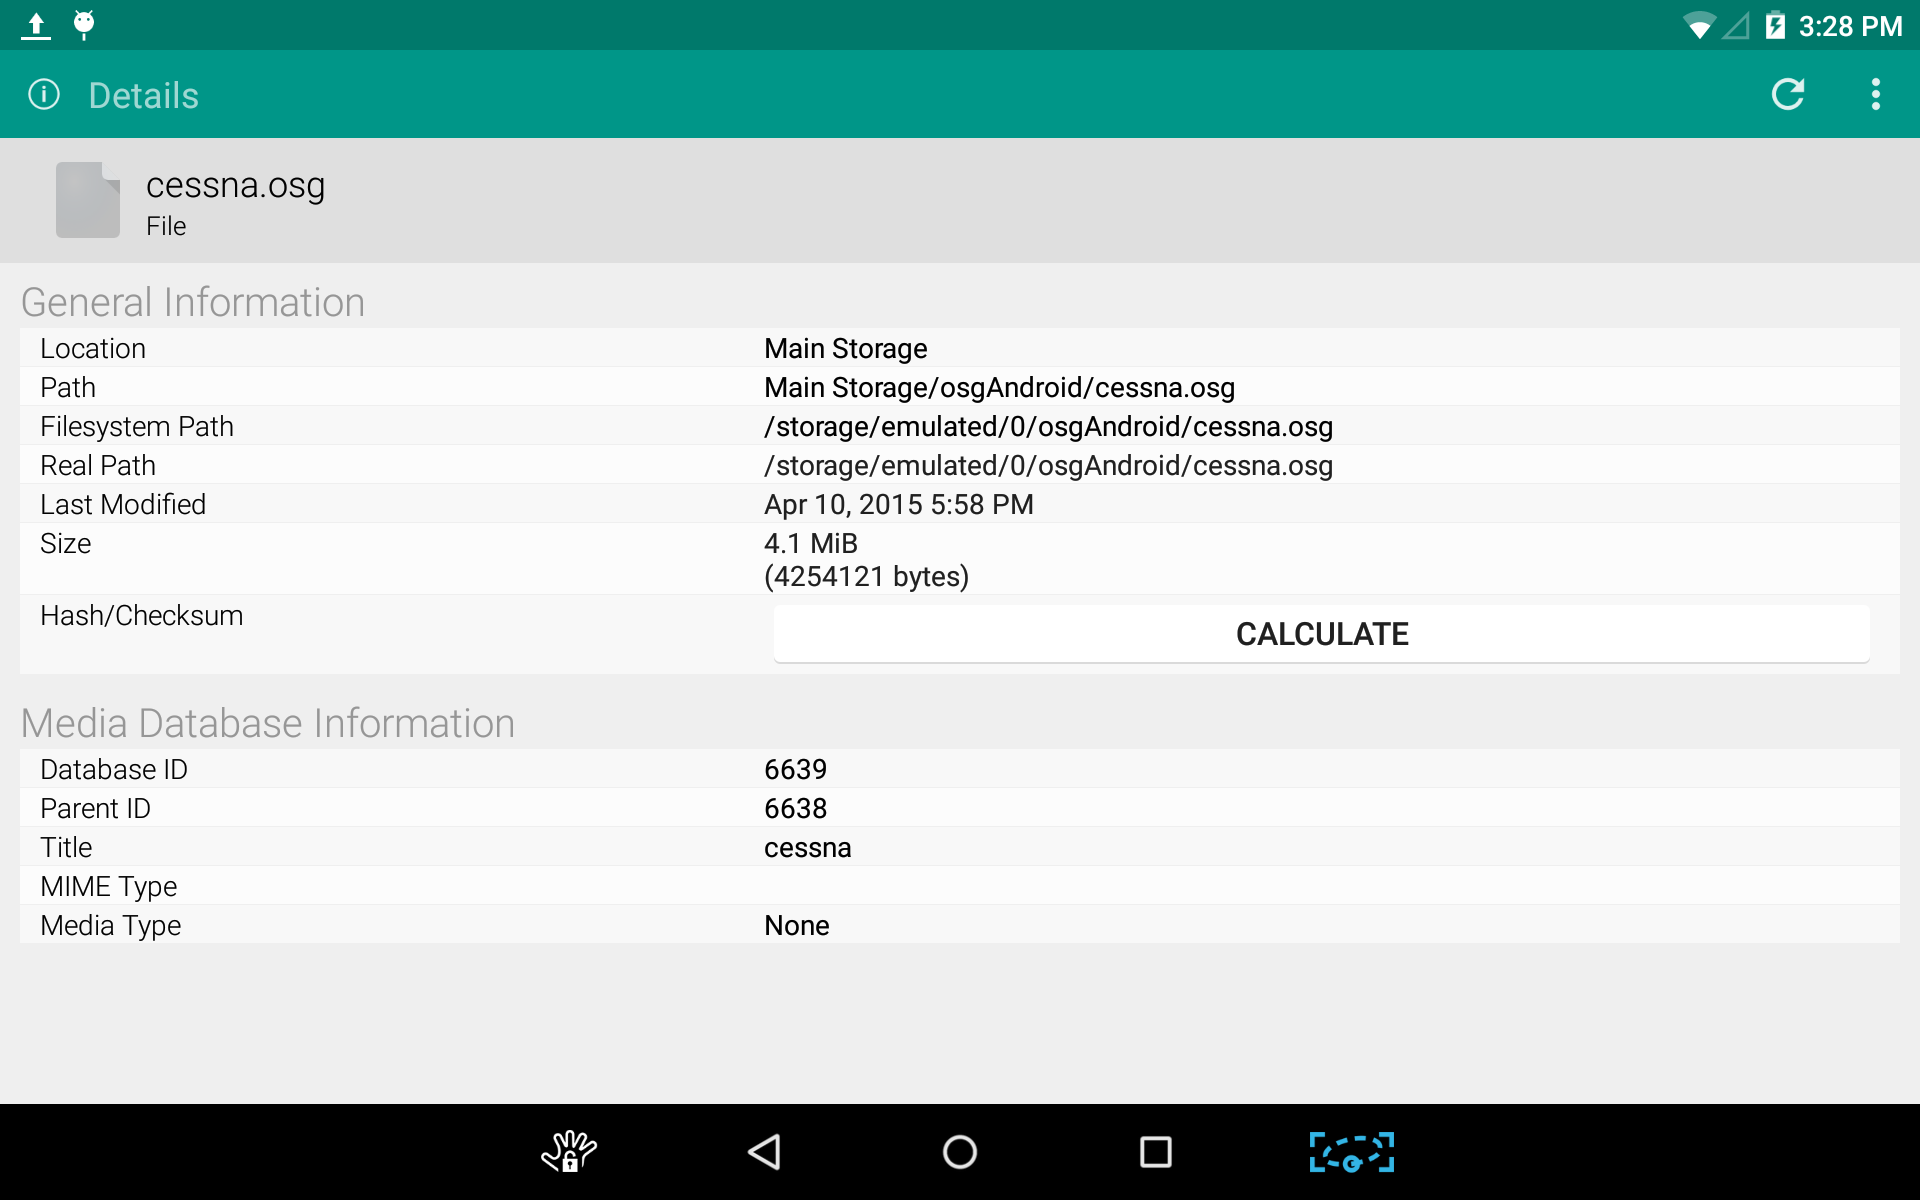 3:28 PM
Details
cessna.osg
File
General Information
Location Main Storage
Path Main Storage/osgAndroid/cessna.osg
Filesystem Path /storage/emulated/0/osgAndroid/cessna.osg
Real Path /storage/emulated/0/osgAndroid/cessna.osg
Last Modified Apr 10, 2015 5:58 PM
Size 4.1 MiB
(4254121 bytes)
Hash/Checksum CALCULATE
Media Database Information
Database ID 6639
Parent ID 6638
Title cessna
MIME Type
Media Type None